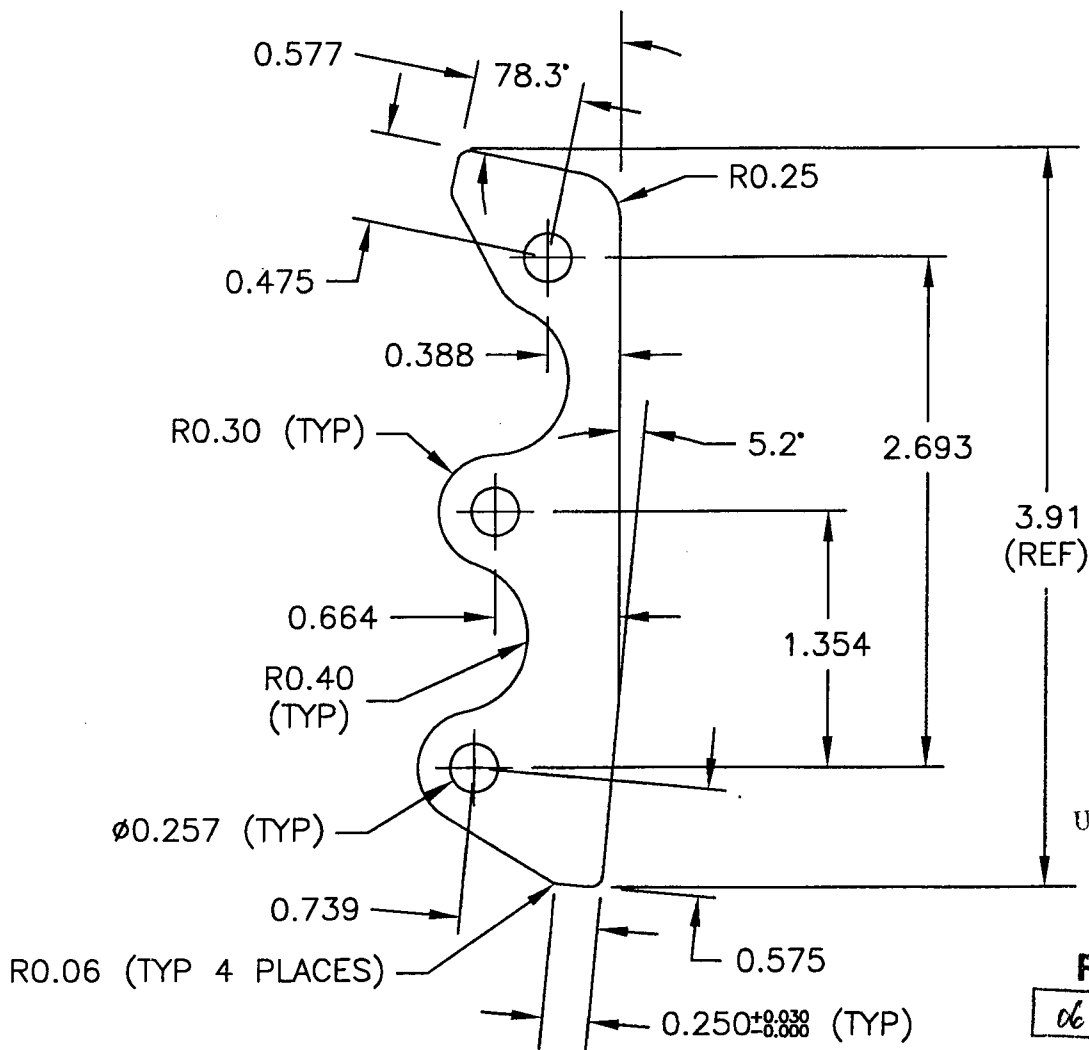 0.577
78.3°
R0.25
0.475
0.388
R0.30 (TYP)
5.2°
2.693
3.91
(REF)
0.664
1.354
R0.40
(TYP)
ø0.257 (TYP)
U
0.739
0.575
R0.06 (TYP 4 PLACES)
0.250+0.030-0.000 (TYP)